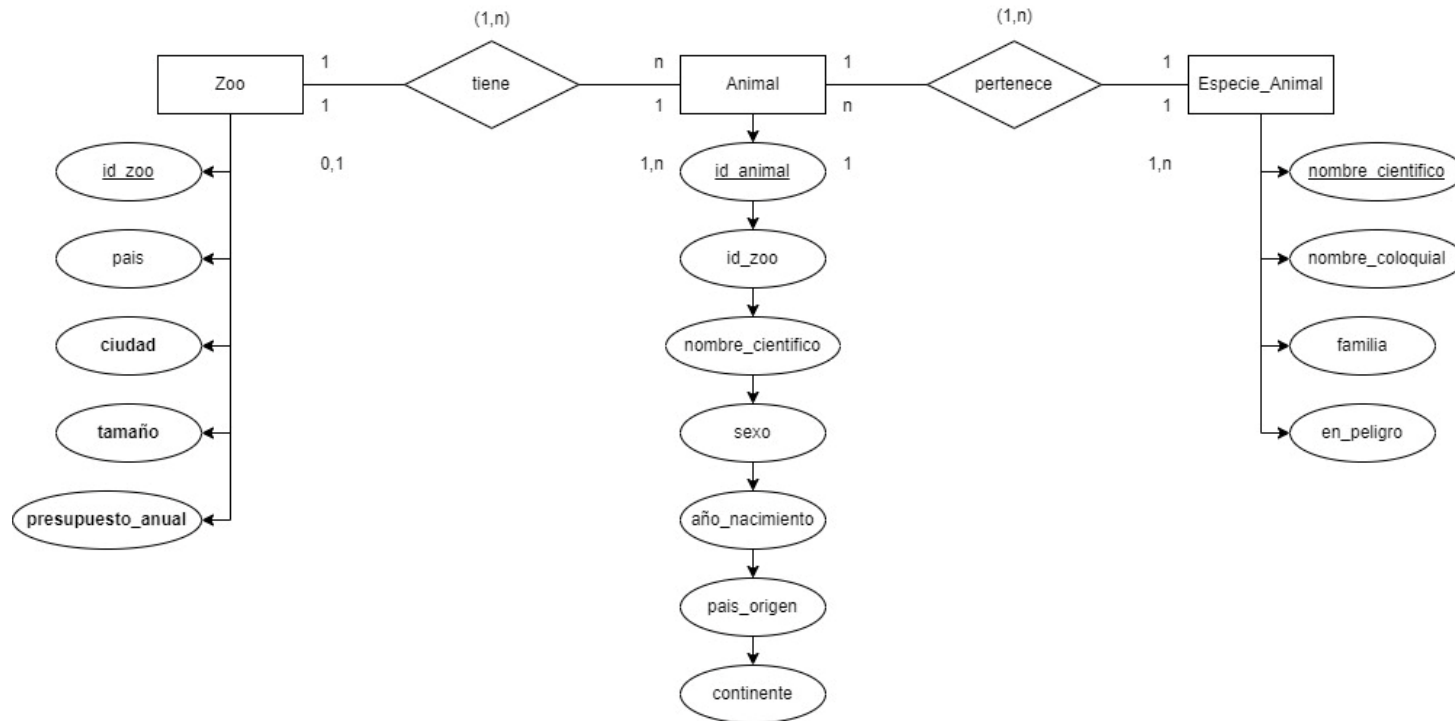 (1,n)
(1,n)
1
n
1
1
Zoo
tiene
Animal
pertenece
Especie_Animal
1
1
n
1
0,1
1,n
1
1,n
id_zoo
id_animal
nombre_cientifico
pais
id_zoo
nombre_coloquial
ciudad
nombre_cientifico
familia
tamaño
sexo
en_peligro
presupuesto_anual
año_nacimiento
pais_origen
continente